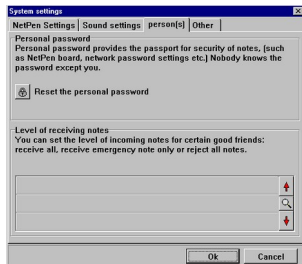 System settings
NetPen Settings
Sound settings
person(s)
Other
Personal password
Personal password provides the passport for security of notes, (such
as NetPen board, network password settings etc.) Nobody knows the
password except you.
Reset the personal password
Level of receiving notes
You can set the level of incoming notes for certain good friends:
receive all, receive emergency note only or reject all notes.
Ok
Cancel